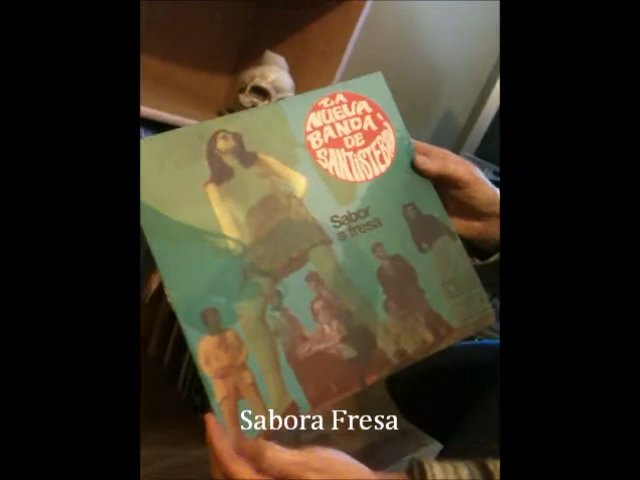 LA
NUEVA
BANDA
DE
SANTISTEBAN
Sabor
a fresa
Sabora Fresa